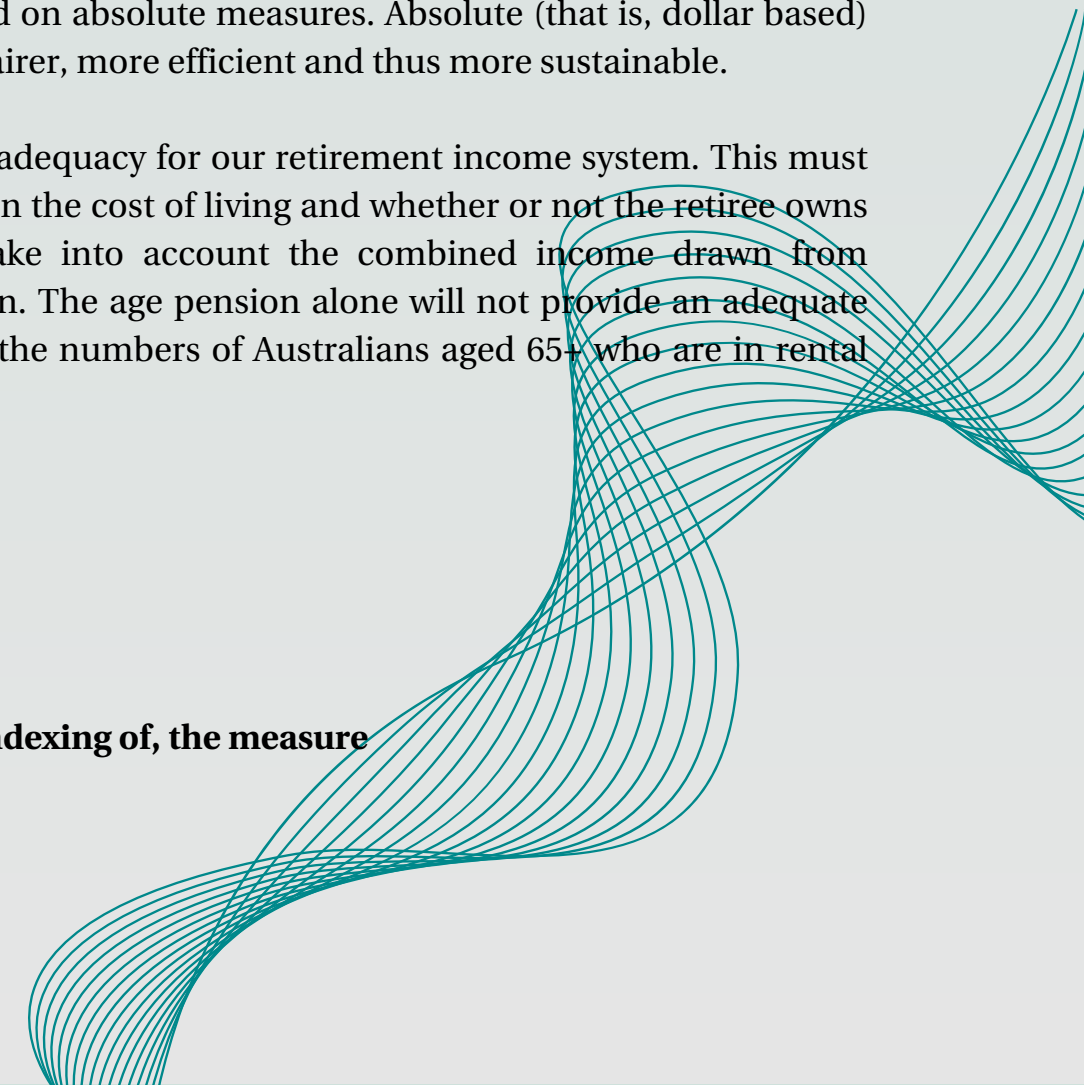 d on absolute measures. Absolute (that is, dollar based)
airer, more efficient and thus more sustainable.
adequacy for our retirement income system. This must
n the cost of living and whether or not the retiree owns
ake into account the combined income drawn from
n. The age pension alone will not provide an adequate
the numbers of Australians aged 65+ who are in rental
ndexing of, the measure